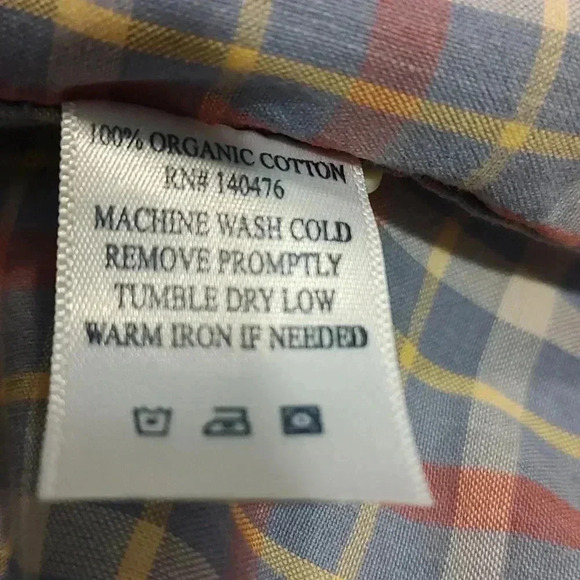 100% ORGANIC COTTON
RN# 140476
MACHINE WASH COLD
REMOVE PROMPTLY
TUMBLE DRY LOW
WARM IRON IF NEEDED